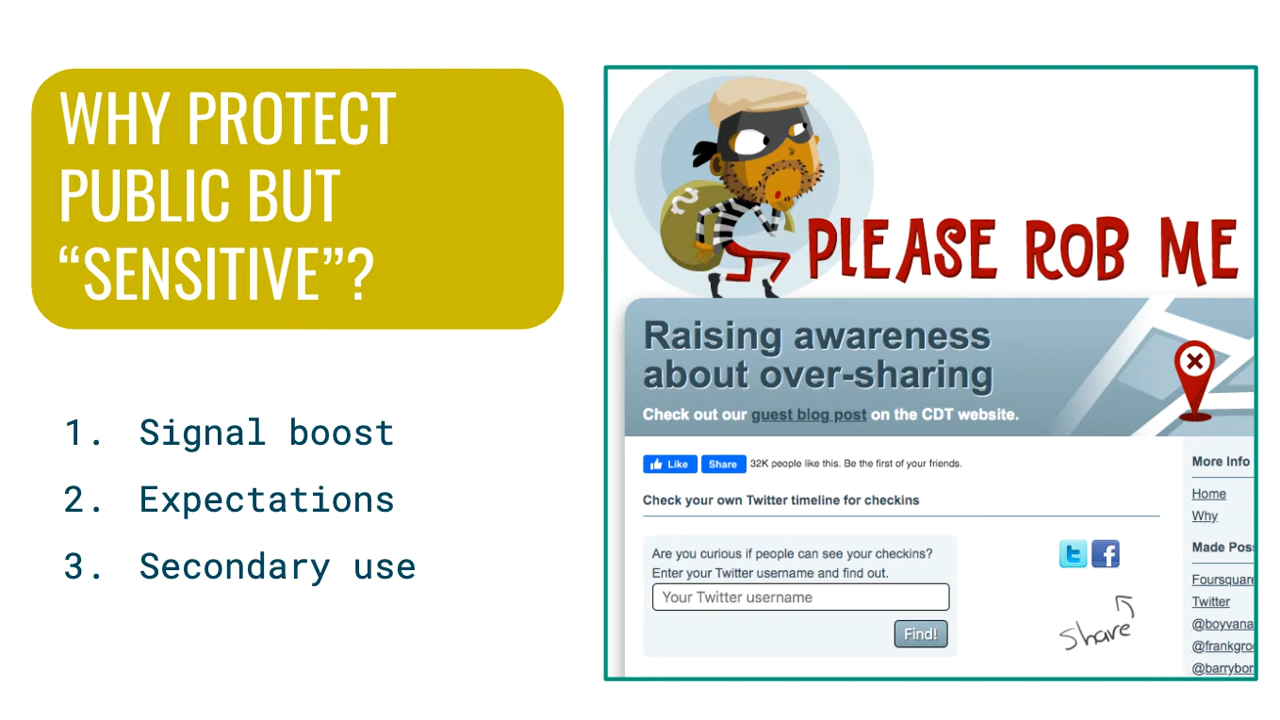 WHY PROTECT
PUBLIC BUT
“SENSITIVE”?
1. Signal boost
2. Expectations
3. Secondary use
PLEASE ROB ME
Raising awareness
about over-sharing
Check out our guest blog post on the CDT website.
Like Share 32K people like this. Be the first of your friends.
Check your own Twitter timeline for checkins
Are you curious if people can see your checkins?
Enter your Twitter username and find out.
Your Twitter username
Find!
Share
More Info
Home
Why
Made Poss
Foursquare
Twitter
@boyvana
@frankgro
@barrybor